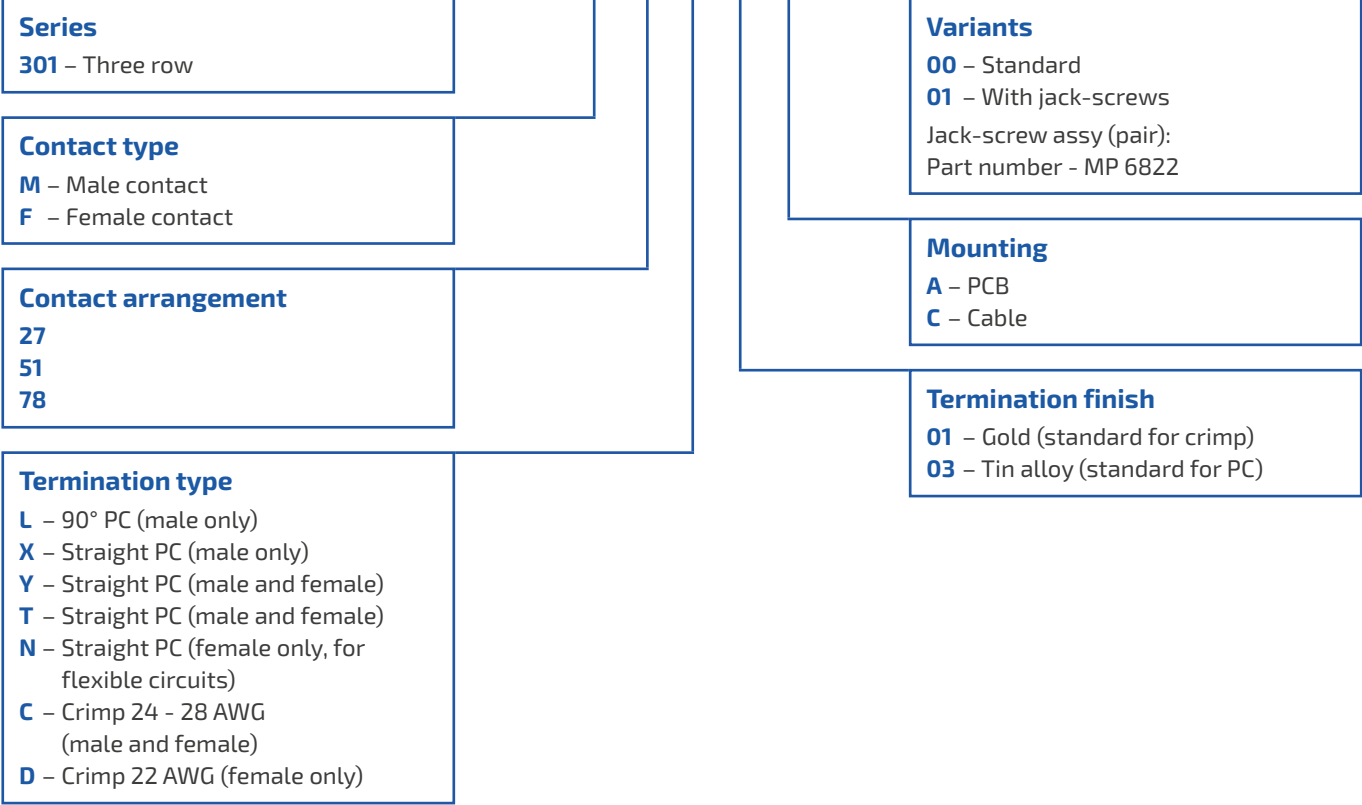 Series
301 – Three row
Contact type
M – Male contact
F – Female contact
Contact arrangement
27
51
78
Termination type
L – 90° PC (male only)
X – Straight PC (male only)
Y – Straight PC (male and female)
T – Straight PC (male and female)
N – Straight PC (female only, for
flexible circuits)
C – Crimp 24 - 28 AWG
(male and female)
D – Crimp 22 AWG (female only)
Variants
00 – Standard
01 – With jack-screws
Jack-screw assy (pair):
Part number - MP 6822
Mounting
A – PCB
C – Cable
Termination finish
01 – Gold (standard for crimp)
03 – Tin alloy (standard for PC)